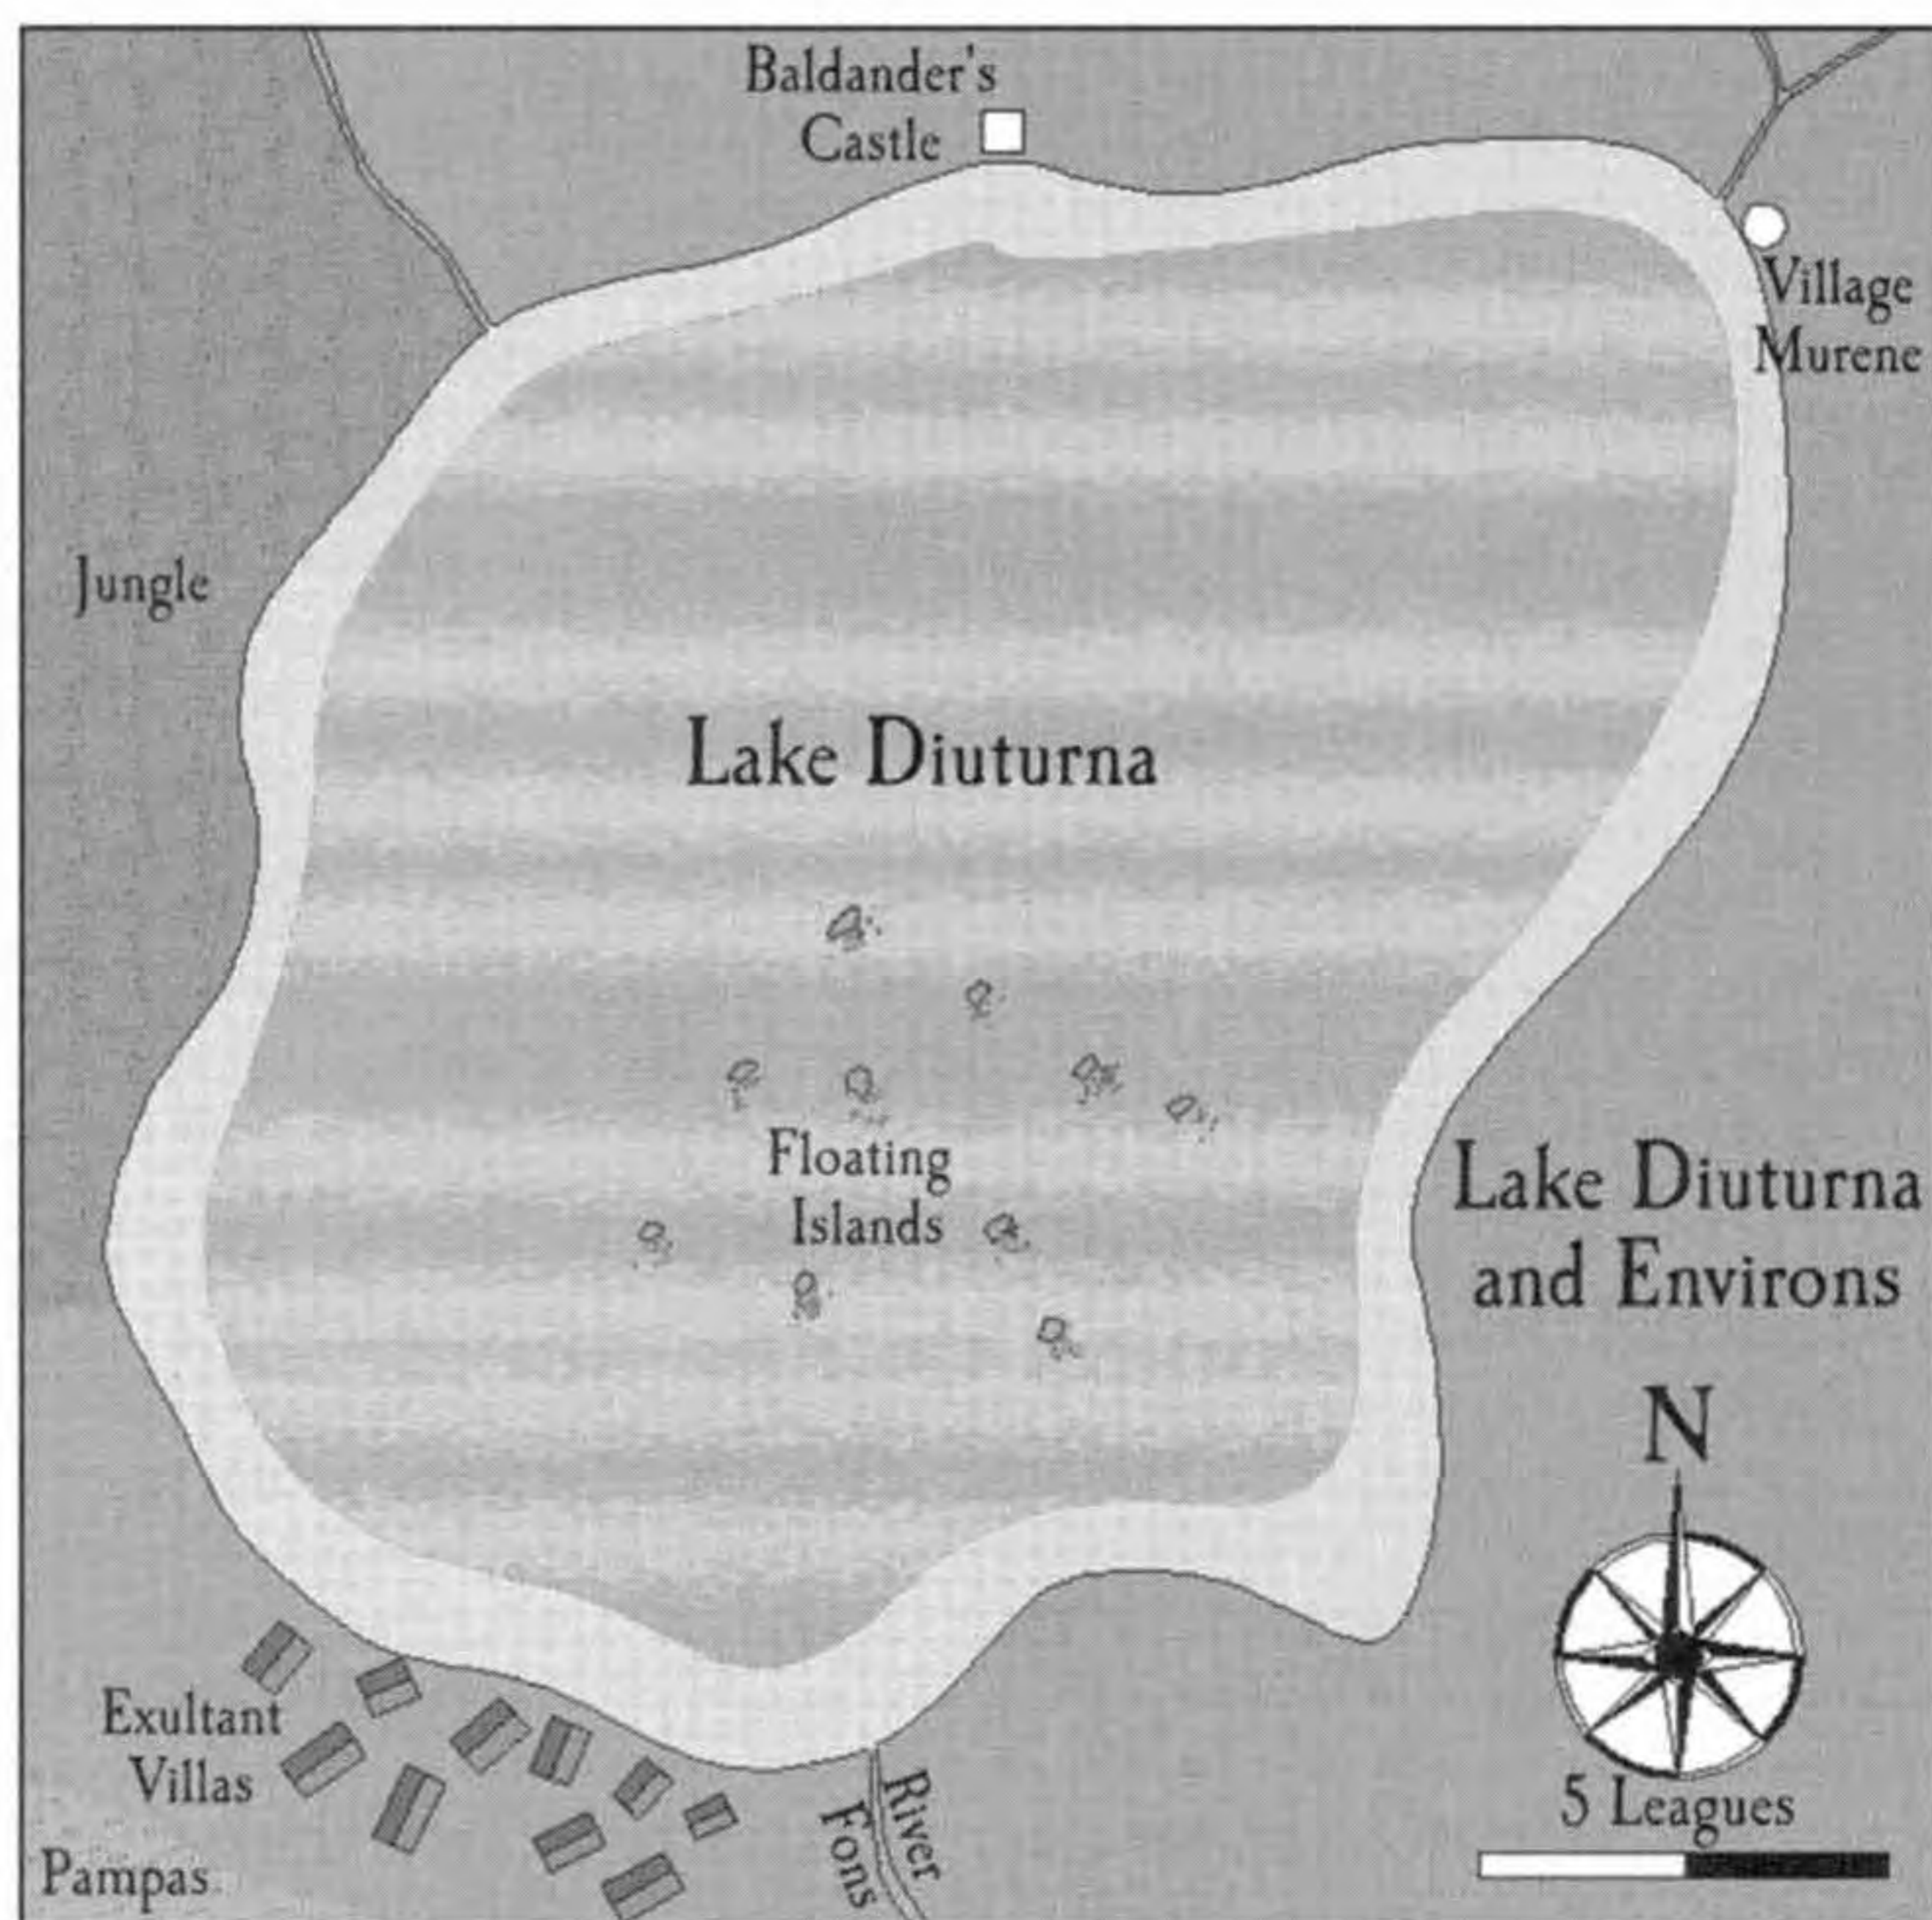 Baldander's
Castle
Village
Murene
Jungle
Lake Diuturna
Floating
Islands
Lake Diuturna
and Environs
N
Exultant
Villas
River
Fons
5 Leagues
Pampas